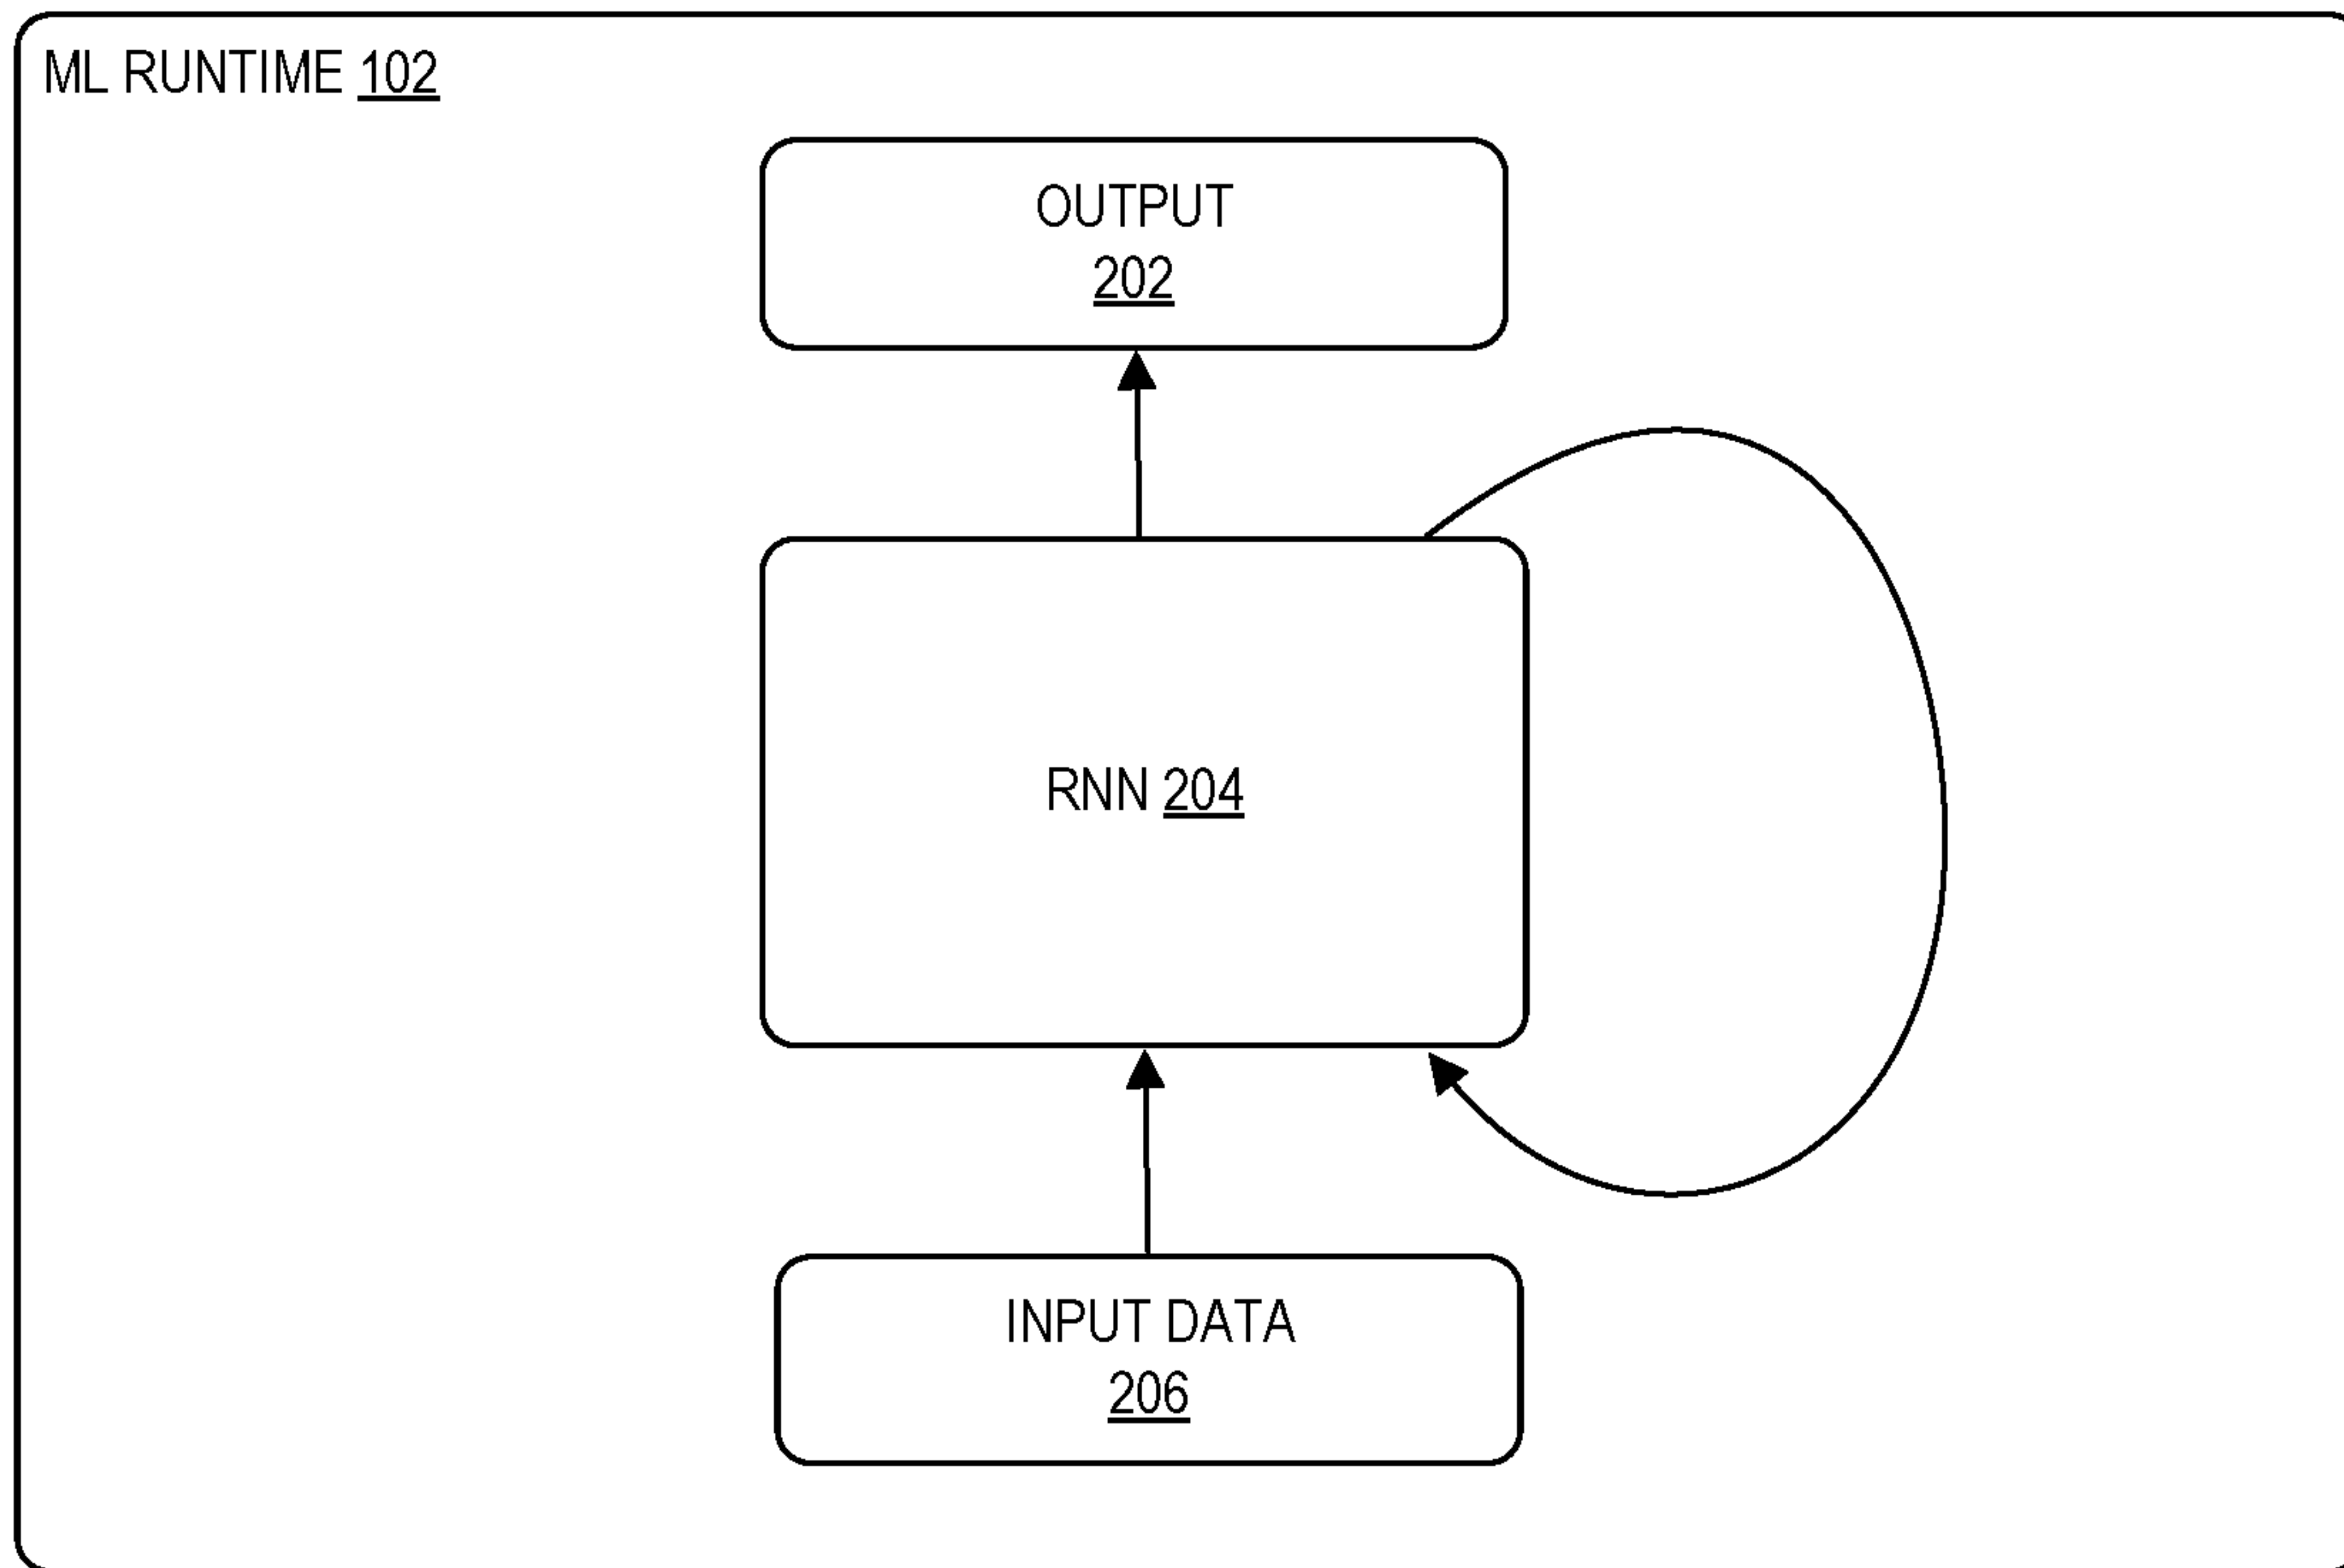 ML RUNTIME 102
OUTPUT
202
RNN 204
INPUT DATA
206